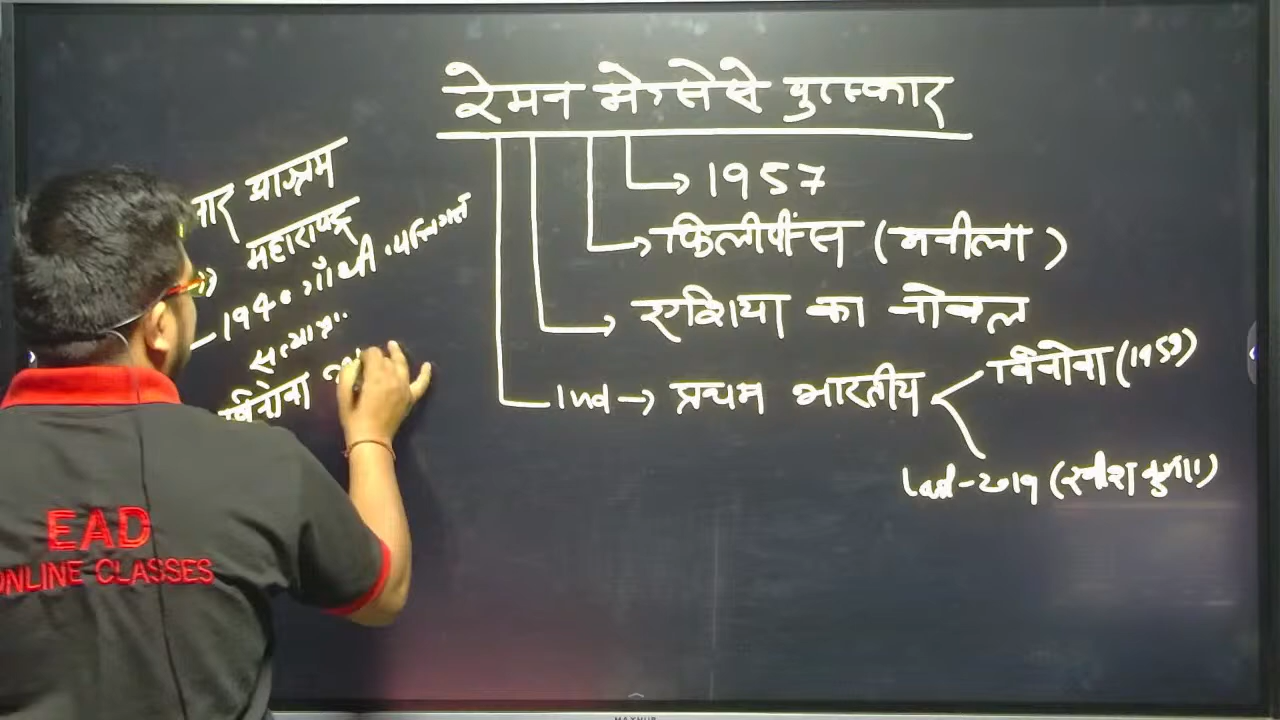 रेमन मेग्सेसे पुरस्कार
1957
फिलीपींस (मनीला)
एशिया का नोबल
Ind → प्रथम भारतीय
विनोवा (1958)
Last - 2019 (रवीश कुमार)
आश्रम
महाराष्ट्र
1940 गाँधी
विनोवा
EAD
ONLINE CLASSES